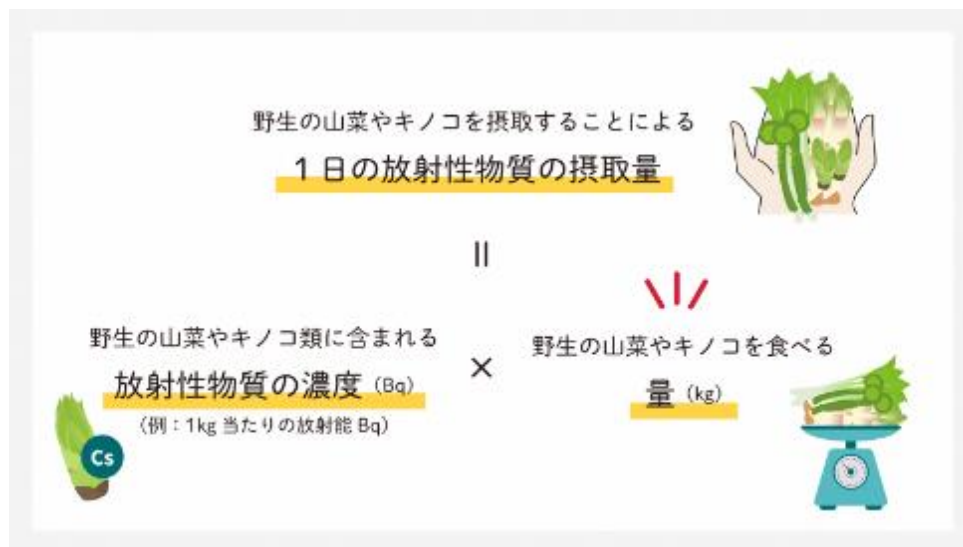 野生の山菜やキノコを摂取することによる
1日の放射性物質の摂取量
=
野生の山菜やキノコ類に含まれる
放射性物質の濃度(Bq)
(例:1kg 当たりの放射能 Bq)
Cs
×
野生の山菜やキノコを食べる
量(kg)